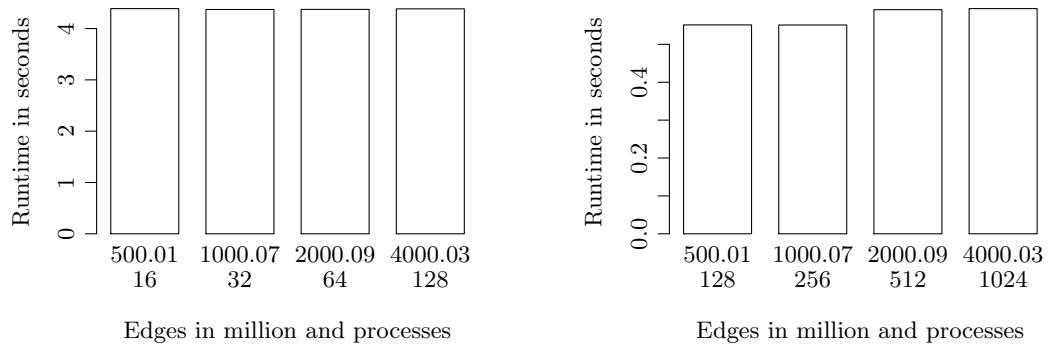 Runtime in seconds
4
3
2
1
0
500.01 1000.07 2000.09 4000.03
16 32 64 128
Edges in million and processes
Runtime in seconds
0.4
0.2
0.0
500.01 1000.07 2000.09 4000.03
128 256 512 1024
Edges in million and processes